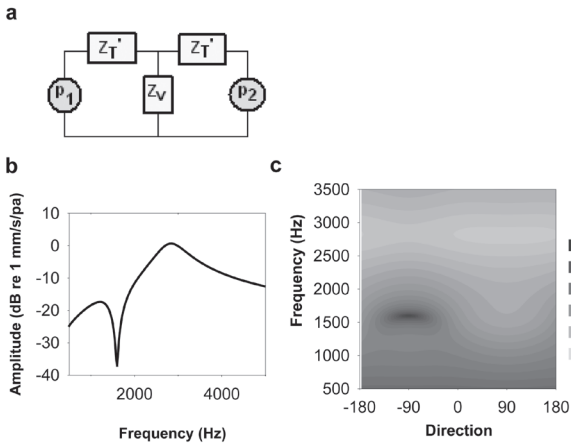 a
Z_T' Z_T'
p_1 Z_V p_2
b
Amplitude (dB re 1 mm/s/pa)
10
0
-10
-20
-30
-40
2000 4000
Frequency (Hz)
c
Frequency (Hz)
3500
3000
2500
2000
1500
1000
500
-180 -90 0 90 180
Direction